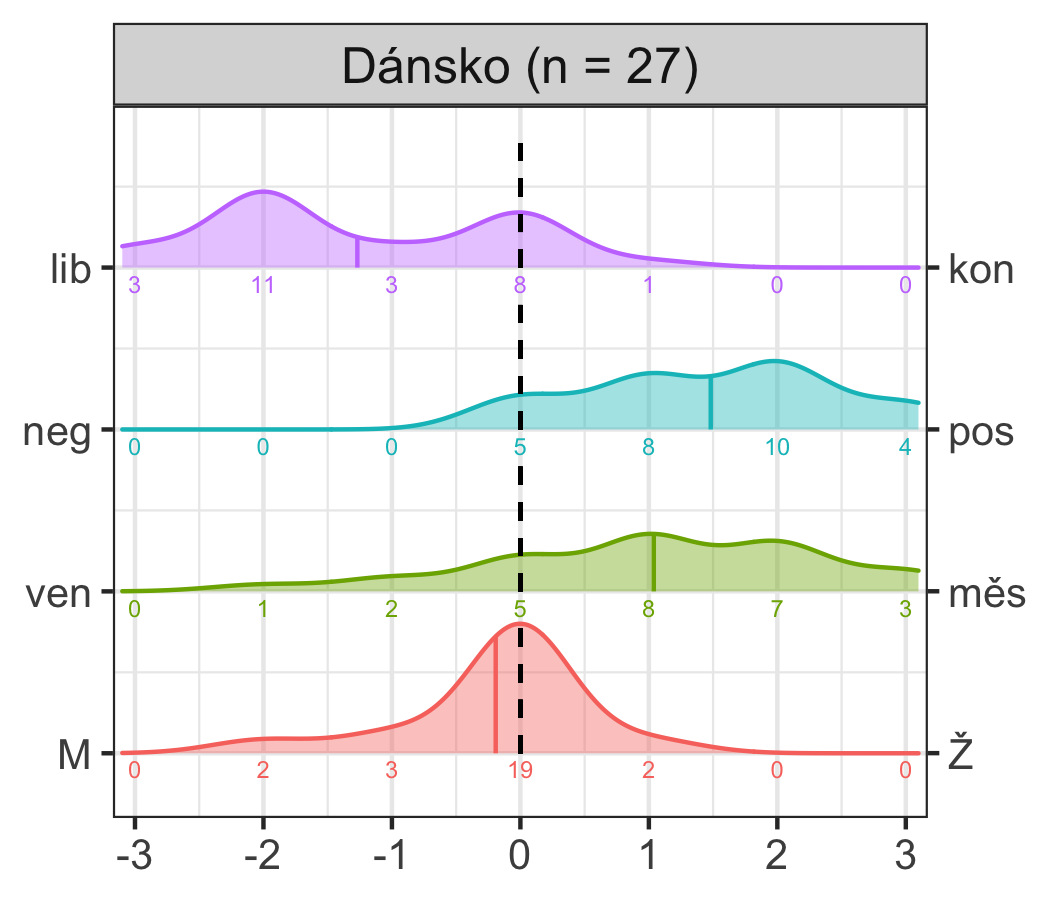 Dánsko (n = 27)
lib kon
3 11 3 8 1 0 0
neg pos
0 0 0 5 8 10 4
ven měs
0 1 2 5 8 7 3
M Ž
0 2 3 19 2 0 0
-3 -2 -1 0 1 2 3